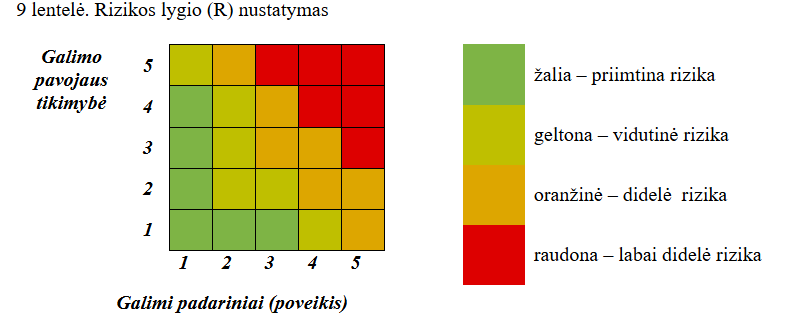 9 lentelė. Rizikos lygio (R) nustatymas
Galimo
pavojaus
tikimybė
5
4
3
2
1
1 2 3 4 5
Galimi padariniai (poveikis)
žalia – priimtina rizika
geltona – vidutinė rizika
oranžinė – didelė rizika
raudona – labai didelė rizika